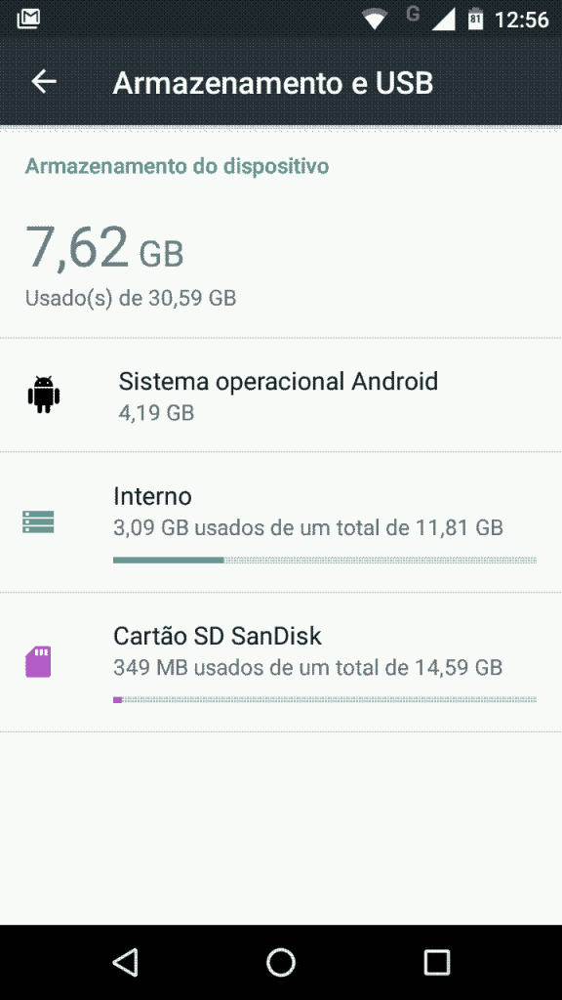 G 81 12:56
Armazenamento e USB
Armazenamento do dispositivo
7,62 GB
Usado(s) de 30,59 GB
Sistema operacional Android
4,19 GB
Interno
3,09 GB usados de um total de 11,81 GB
Cartão SD SanDisk
349 MB usados de um total de 14,59 GB